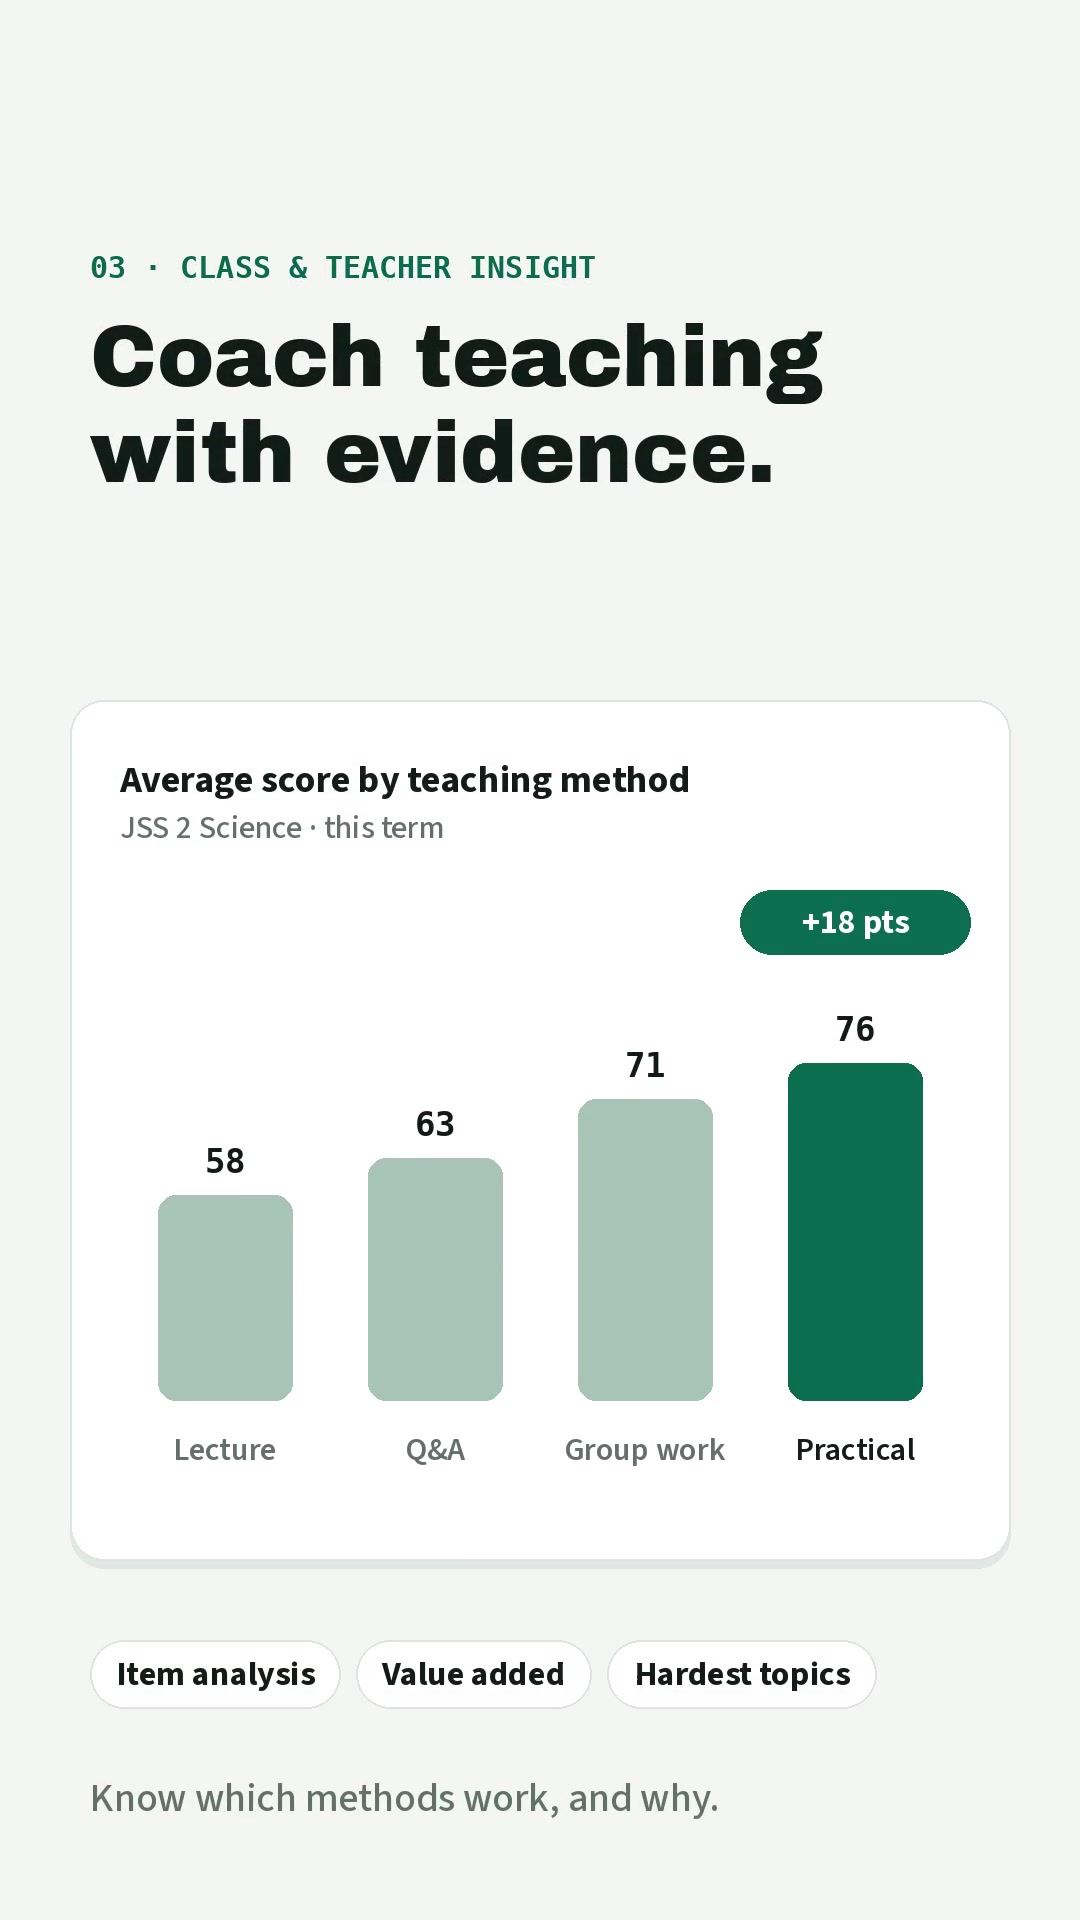 03 · CLASS & TEACHER INSIGHT
Coach teaching
with evidence.
Average score by teaching method
JSS 2 Science · this term
+18 pts
76
71
63
58
Lecture
Q&A
Group work
Practical
Item analysis
Value added
Hardest topics
Know which methods work, and why.